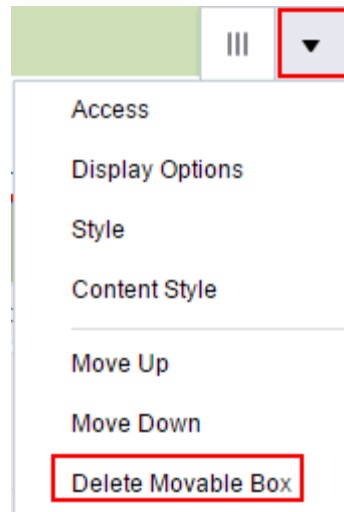 Access
Display Options
Style
Content Style
Move Up
Move Down
Delete Movable Box